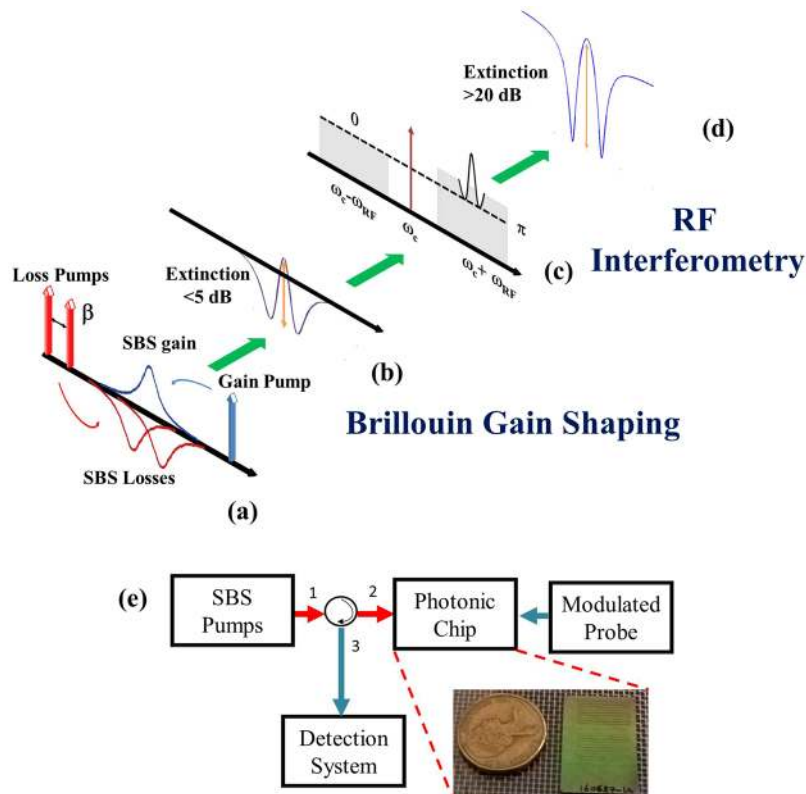 Extinction
>20 dB
(d)
0
ω_c-ω_RF
ω_c
π
ω_c+ ω_RF
(c)
RF
Interferometry
Loss Pumps
β
Extinction
<5 dB
SBS gain
(b)
Gain Pump
Brillouin Gain Shaping
SBS Losses
(a)
(e)
SBS
Pumps
1
2
3
Photonic
Chip
Modulated
Probe
Detection
System